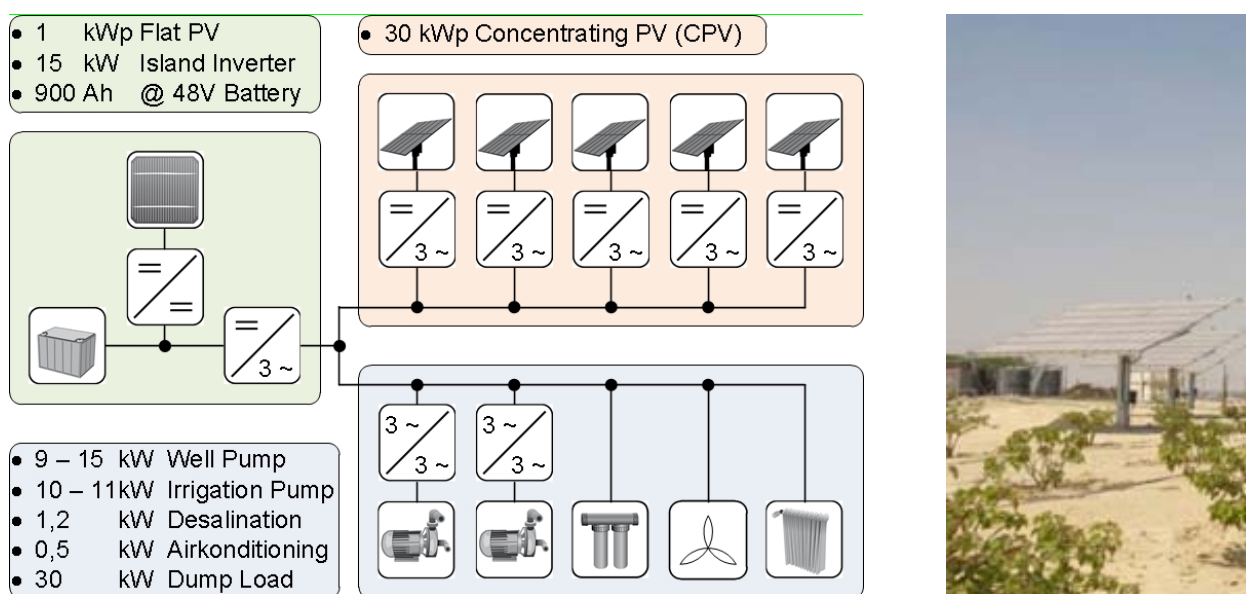 • 1 kWp Flat PV
• 15 kW Island Inverter
• 900 Ah @ 48V Battery
• 30 kWp Concentrating PV (CPV)
3 ~
3 ~
3 ~
3 ~
3 ~
3 ~
3 ~
3 ~
3 ~
3 ~
• 9 – 15 kW Well Pump
• 10 – 11kW Irrigation Pump
• 1,2 kW Desalination
• 0,5 kW Airkonditioning
• 30 kW Dump Load